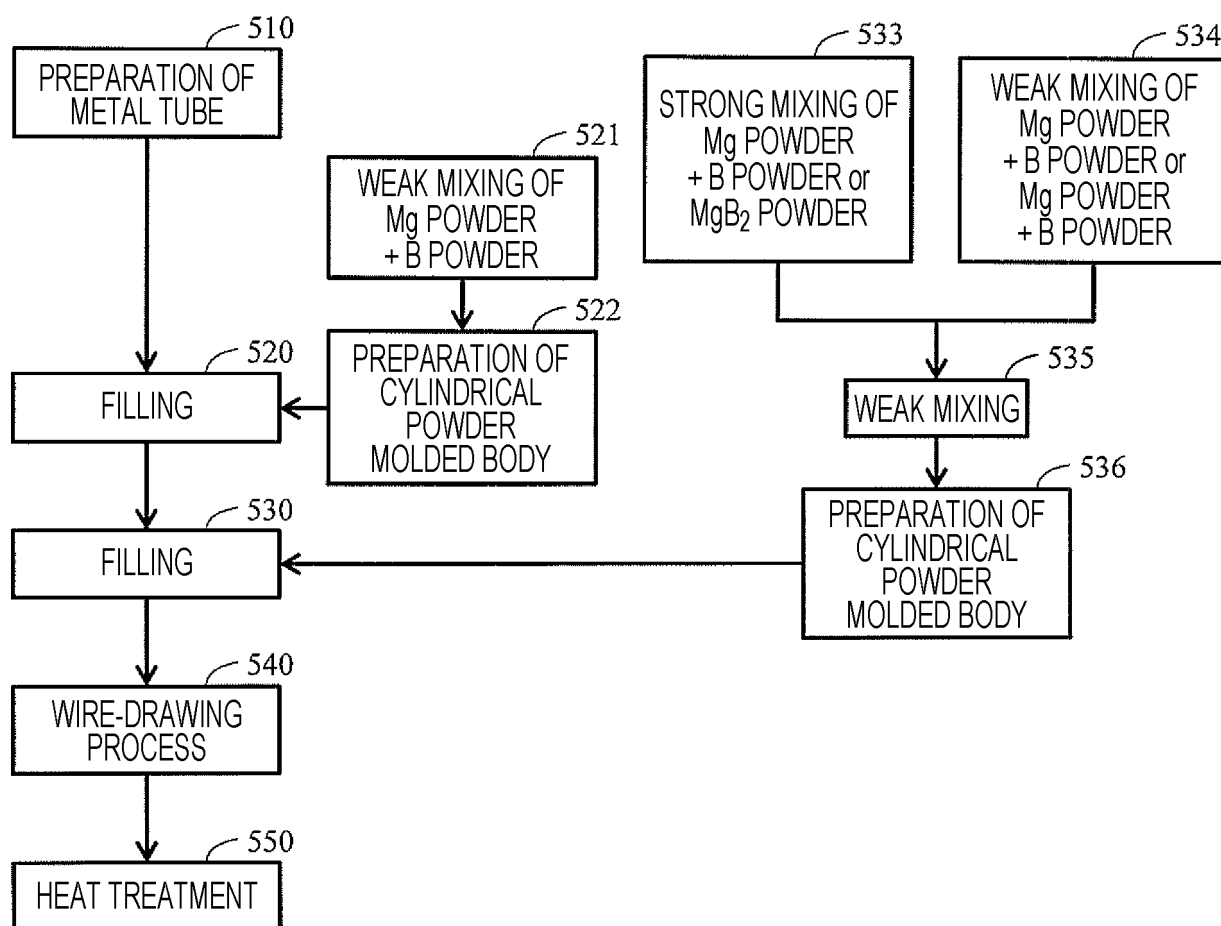 510
PREPARATION OF
METAL TUBE
521
WEAK MIXING OF
Mg POWDER
+ B POWDER
522
PREPARATION OF
CYLINDRICAL
POWDER
MOLDED BODY
520
FILLING
533
STRONG MIXING OF
Mg POWDER
+ B POWDER or
MgB₂ POWDER
534
WEAK MIXING OF
Mg POWDER
+ B POWDER or
Mg POWDER
+ B POWDER
535
WEAK MIXING
536
PREPARATION OF
CYLINDRICAL
POWDER
MOLDED BODY
530
FILLING
540
WIRE-DRAWING
PROCESS
550
HEAT TREATMENT